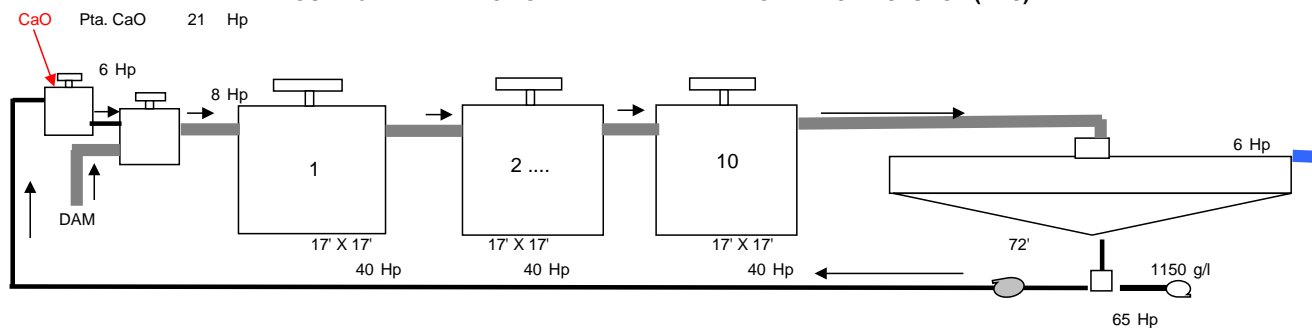 CaO Pta. CaO 21 Hp
6 Hp
8 Hp
1
2 ....
10
6 Hp
DAM
17' X 17'
17' X 17'
17' X 17'
72'
40 Hp
40 Hp
40 Hp
1150 g/l
65 Hp